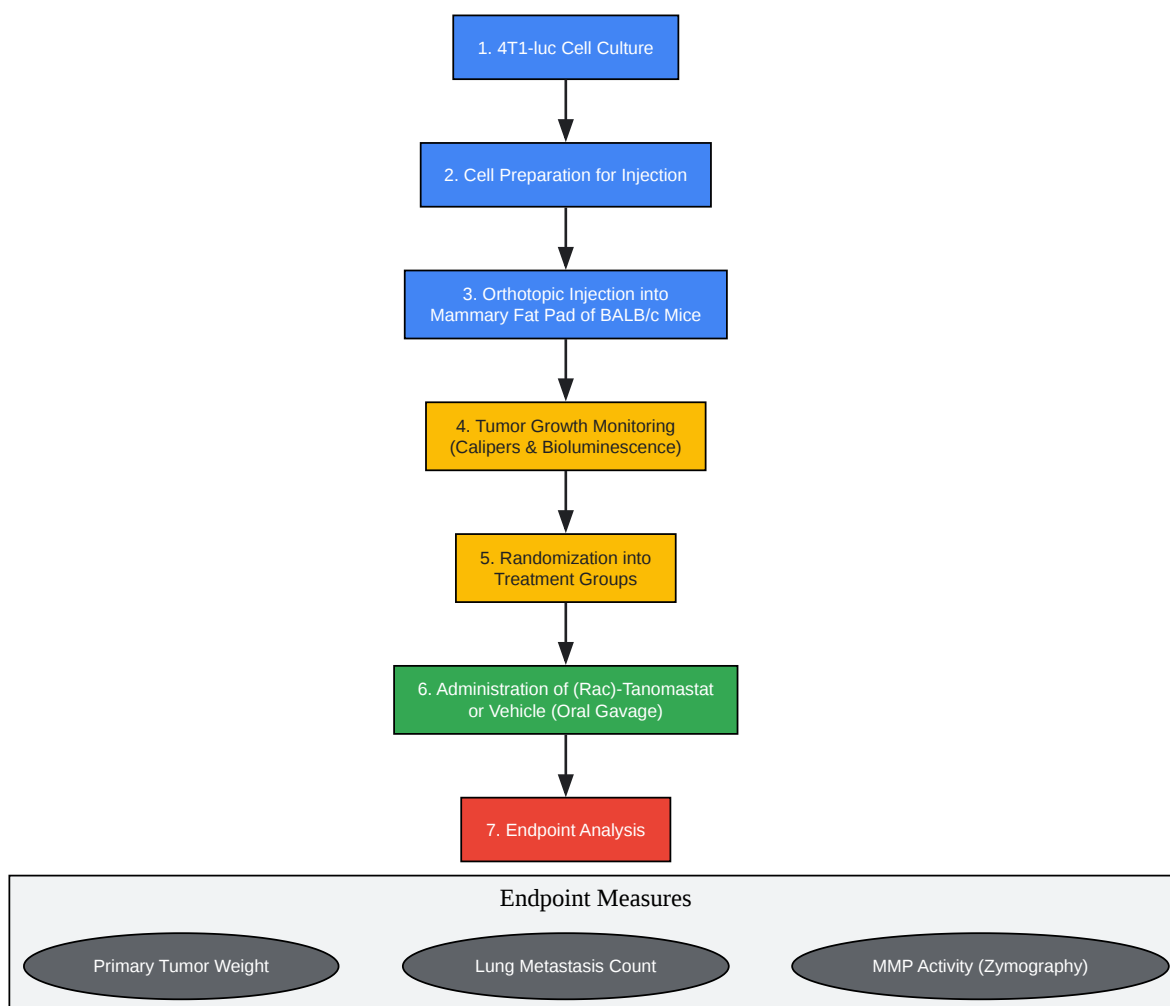 1. 4T1-luc Cell Culture
2. Cell Preparation for Injection
3. Orthotopic Injection into
Mammary Fat Pad of BALB/c Mice
4. Tumor Growth Monitoring
(Calipers & Bioluminescence)
5. Randomization into
Treatment Groups
6. Administration of (Rac)-Tanomastat
or Vehicle (Oral Gavage)
7. Endpoint Analysis
Endpoint Measures
Primary Tumor Weight
Lung Metastasis Count
MMP Activity (Zymography)